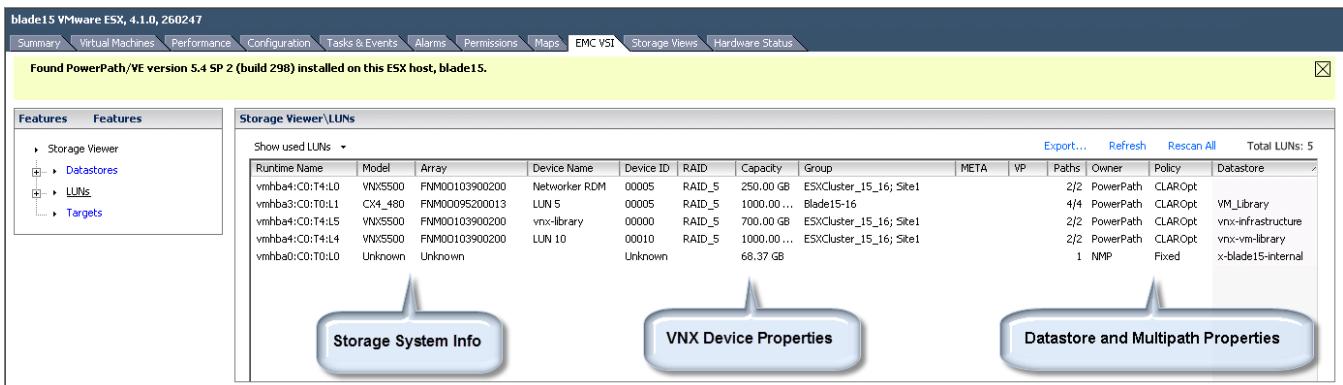 blade15 VMware ESX, 4.1.0, 260247
Summary Virtual Machines Performance Configuration Tasks & Events Alarms Permissions Maps EMC VSI Storage Views Hardware Status
Found PowerPath/VE version 5.4 SP 2 (build 298) installed on this ESX host, blade15.
Features Features
Storage Viewer
Datastores
LUNs
Targets
Storage Viewer\LUNs
Show used LUNs Export... Refresh Rescan All Total LUNs: 5
Runtime Name Model Array Device Name Device ID RAID Capacity Group META VP Paths Owner Policy Datastore
vmhba4:C0:T4:L0 VNX5500 FNM00103900200 Networker RDM 00005 RAID_5 250.00 GB ESXCluster_15_16; Site1 2/2 PowerPath CLAROpt
vmhba3:C0:T0:L1 CX4_480 FNM00095200013 LUN 5 00005 RAID_5 1000.00 ... Blade15-16 4/4 PowerPath CLAROpt VM_Library
vmhba4:C0:T4:L5 VNX5500 FNM00103900200 vnx-library 00000 RAID_5 700.00 GB ESXCluster_15_16; Site1 2/2 PowerPath CLAROpt vnx-infrastructure
vmhba4:C0:T4:L4 VNX5500 FNM00103900200 LUN 10 00010 RAID_5 1000.00 ... ESXCluster_15_16; Site1 2/2 PowerPath CLAROpt vnx-vm-library
vmhba0:C0:T0:L0 Unknown Unknown Unknown 68.37 GB 1 NMP Fixed x-blade15-internal
Storage System Info
VNX Device Properties
Datastore and Multipath Properties